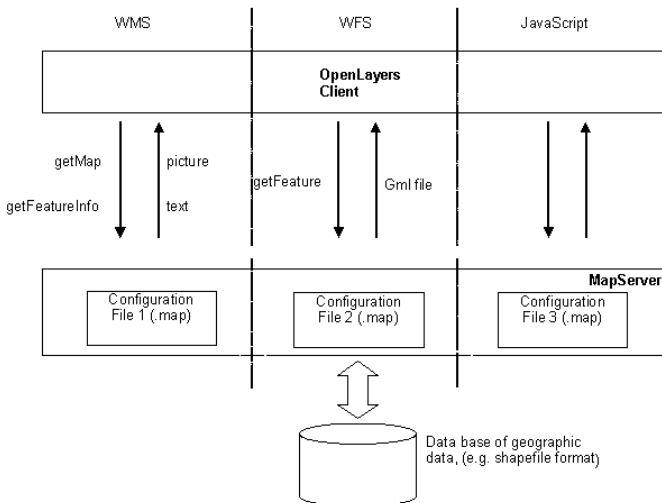 WMS
WFS
JavaScript
OpenLayers
Client
getMap
picture
getFeatureInfo
text
getFeature
Gml file
MapServer
Configuration
File 1 (.map)
Configuration
File 2 (.map)
Configuration
File 3 (.map)
Data base of geographic
data, (e.g. shapefile format)